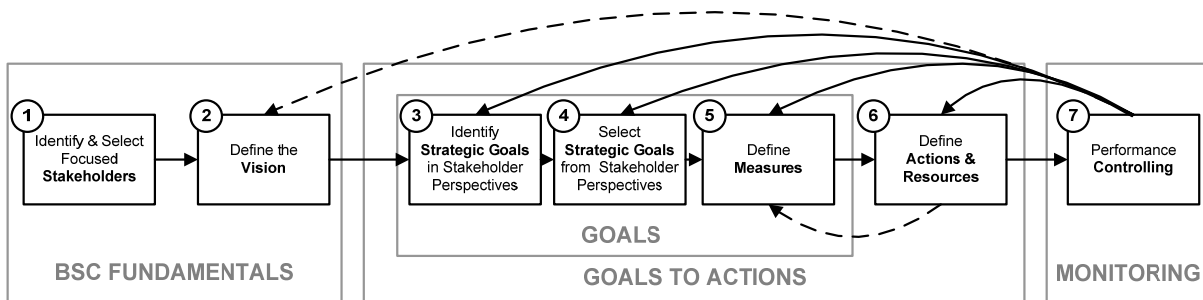 1
Identify & Select
Focused
Stakeholders
2
Define the
Vision
3
Identify
Strategic Goals
in Stakeholder
Perspectives
4
Select
Strategic Goals
from Stakeholder
Perspectives
5
Define
Measures
6
Define
Actions &
Resources
7
Performance
Controlling
GOALS
BSC FUNDAMENTALS
GOALS TO ACTIONS
MONITORING